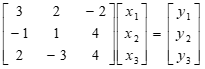 [ 3 2 -2 ] [ x₁ ] [ y₁ ]
[ -1 1 4 ] [ x₂ ] = [ y₂ ]
[ 2 -3 4 ] [ x₃ ] [ y₃ ]